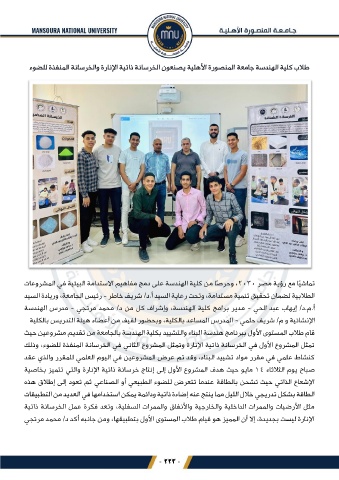 MANSOURA NATIONAL UNIVERSITY
جـامـعـة المنصورة الأهـلـيـة
MNU
طلاب كلية الهندسة جامعة المنصورة الأهلية يصنعون الخرسانة ذاتية الإنارة والخرسانة المنفذة للضوء
تماشيًا مع رؤية مصر ٢٠٣٠، وحرصًا من كلية الهندسة على دمج مفاهيم الاستدامة البيئية في المشروعات
الطلابية لضمان تحقيق تنمية مستدامة، وتحت رعاية السيد أ.د/ شريف خاطر - رئيس الجامعة، وريادة السيد
أ.م.د/ إيهاب عبد الحي - مدير برامج كلية الهندسة، وإشراف كل من د/ محمد مرتجي - مدرس الهندسة
الإنشائية و م/ شريف حلمي - المدرس المساعد بالكلية، وبحضور لفيف من أعضاء هيئة التدريس بالكلية
قام طلاب المستوى الأول ببرنامج هندسة البناء والتشييد بكلية الهندسة بالجامعة من تقديم مشروعين حيث
تمثل المشروع الأول في الخرسانة ذاتية الإنارة وتمثل المشروع الثاني في الخرسانة المنفذة للضوء، وذلك
كنشاط علمي في مقرر مواد تشييد البناء، وقد تم عرض المشروعين في اليوم العلمي للمقرر والذي عقد
صباح يوم الثلاثاء ١٤ مايو حيث هدف المشروع الأول إلى إنتاج خرسانة ذاتية الإنارة والتي تتميز بخاصية
الإشعاع الذاتي حيث تشحن بالطاقة عندما تتعرض للضوء الطبيعي أو الصناعي ثم تعود إلى إطلاق هذه
الطاقة بشكل تدريجي خلال الليل مما ينتج عنه إضاءة ذاتية ودائمة يمكن استخدامها في العديد من التطبيقات
مثل الأرضيات والممرات الداخلية والخارجية والأنفاق والممرات السفلية، وتعد فكرة عمل الخرسانة ذاتية
الإنارة ليست بجديدة، إلا أن المميز هو قيام طلاب المستوى الأول بتطبيقها، ومن جانبه أكد د/ محمد مرتجي
- ٢٢٣ -